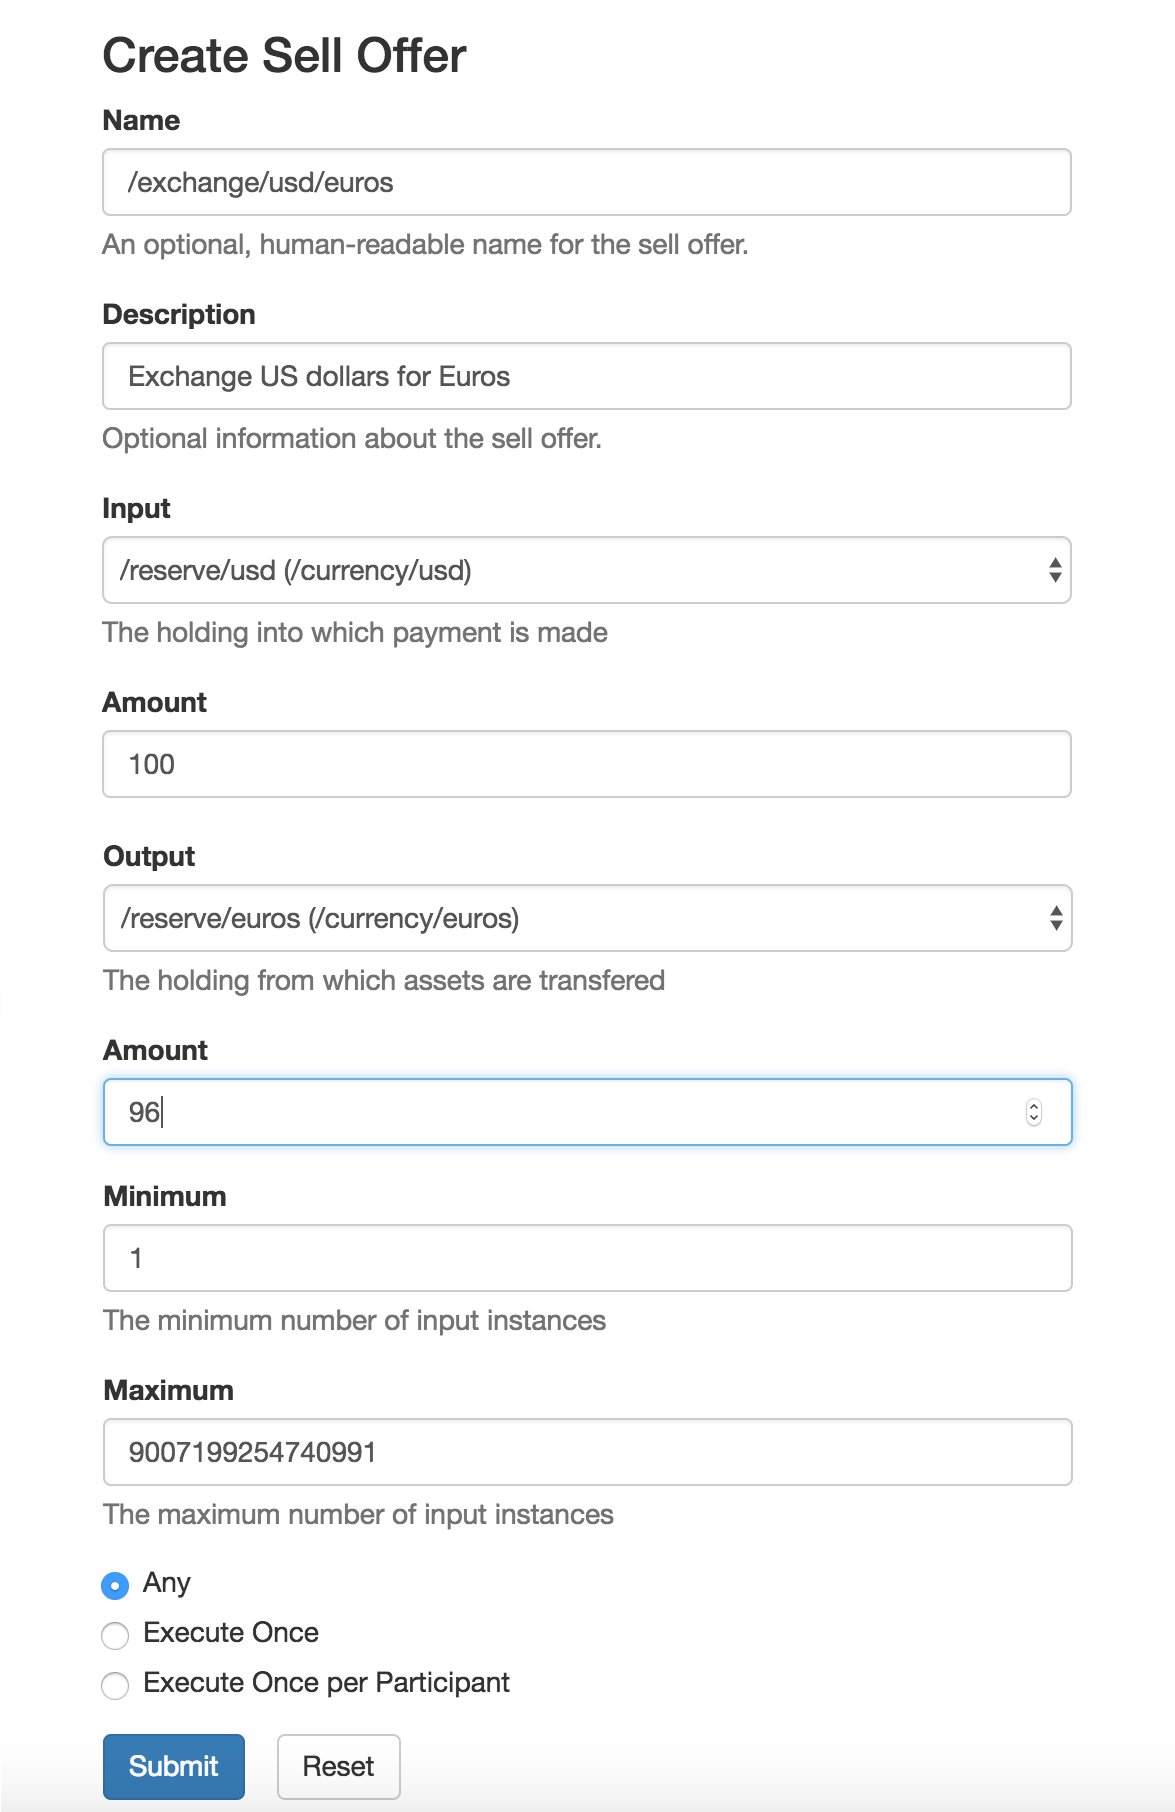 Create Sell Offer
Name
/exchange/usd/euros
An optional, human-readable name for the sell offer.
Description
Exchange US dollars for Euros
Optional information about the sell offer.
Input
/reserve/usd (/currency/usd)
The holding into which payment is made
Amount
100
Output
/reserve/euros (/currency/euros)
The holding from which assets are transfered
Amount
96
Minimum
1
The minimum number of input instances
Maximum
9007199254740991
The maximum number of input instances
Any
Execute Once
Execute Once per Participant
Submit Reset